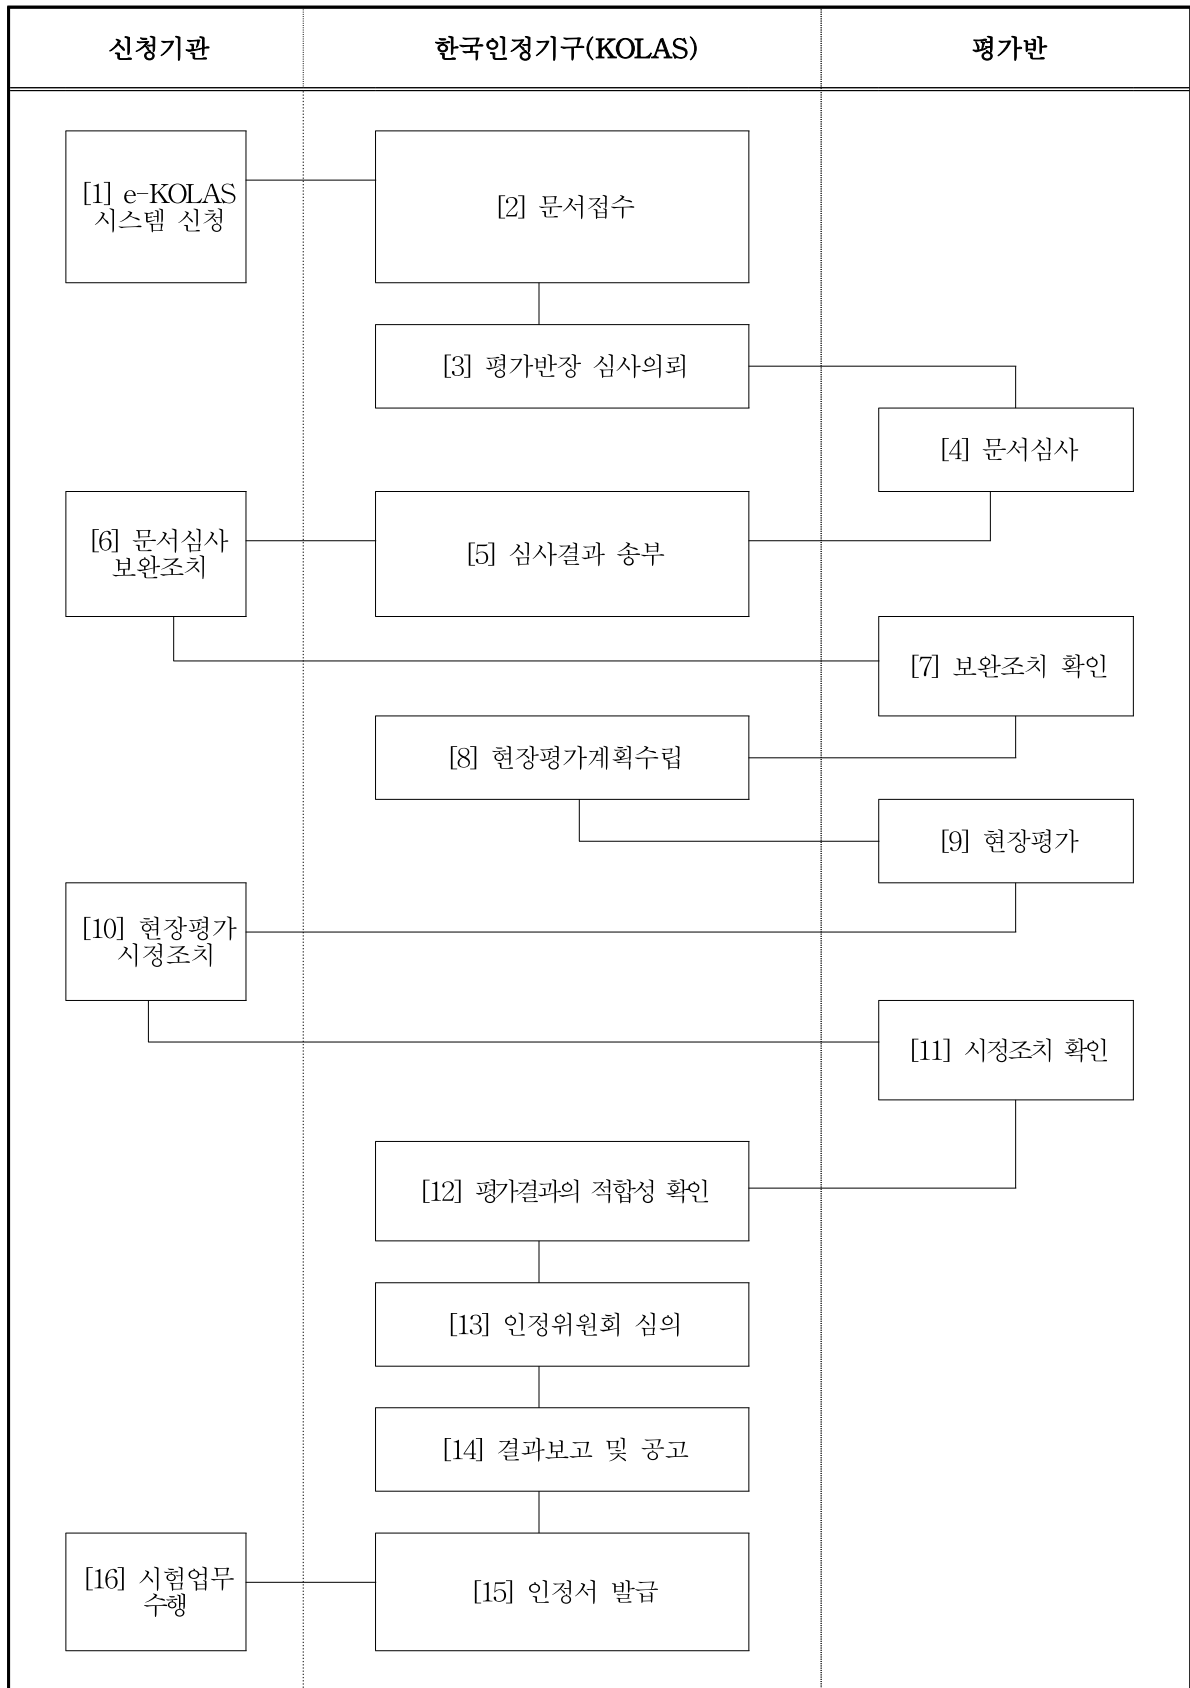 신청기관
한국인정기구(KOLAS)
평가반
[1] e-KOLAS
시스템 신청
[2] 문서접수
[3] 평가반장 심사의뢰
[4] 문서심사
[6] 문서심사
보완조치
[5] 심사결과 송부
[7] 보완조치 확인
[8] 현장평가계획수립
[9] 현장평가
[10] 현장평가
시정조치
[11] 시정조치 확인
[12] 평가결과의 적합성 확인
[13] 인정위원회 심의
[14] 결과보고 및 공고
[16] 시험업무
수행
[15] 인정서 발급